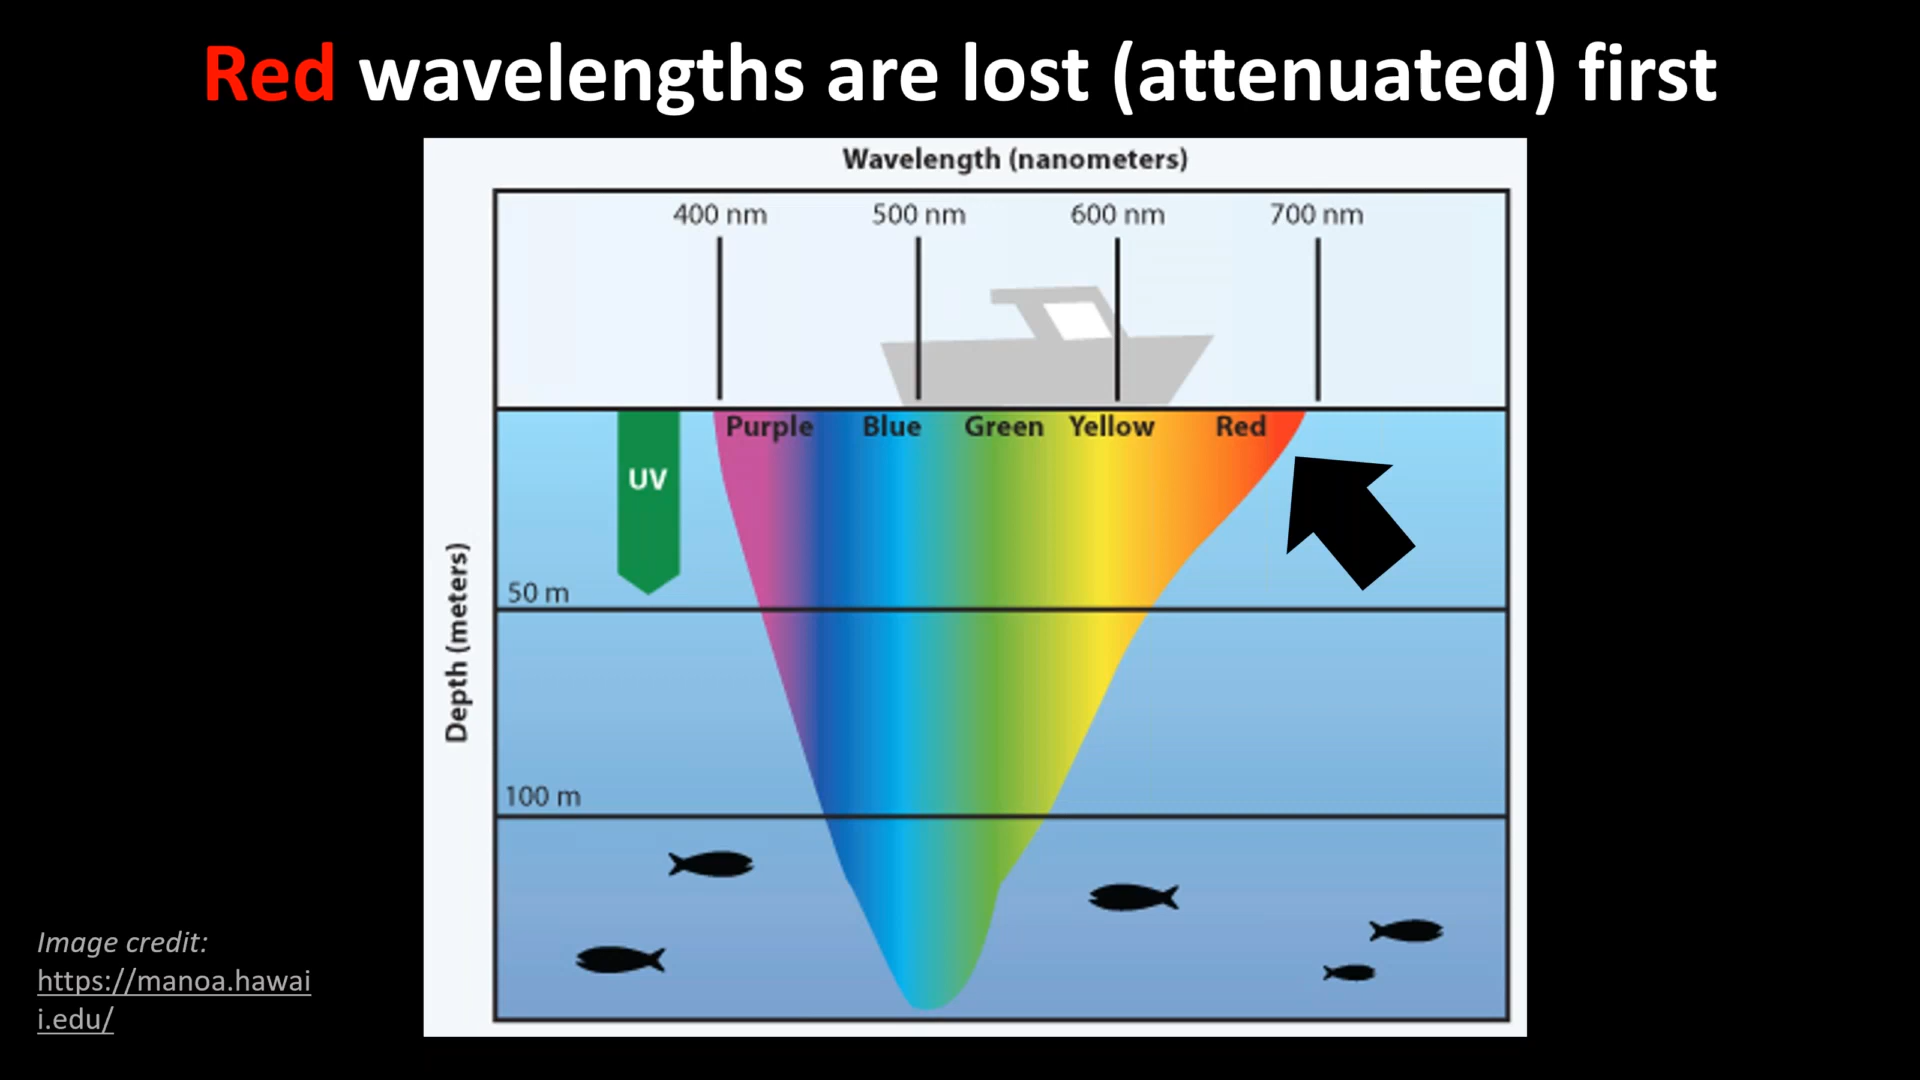 Red wavelengths are lost (attenuated) first
Wavelength (nanometers)
400 nm 500 nm 600 nm 700 nm
Purple Blue Green Yellow Red
UV
50 m
Depth (meters)
100 m
Image credit:
https://manoa.hawai
i.edu/